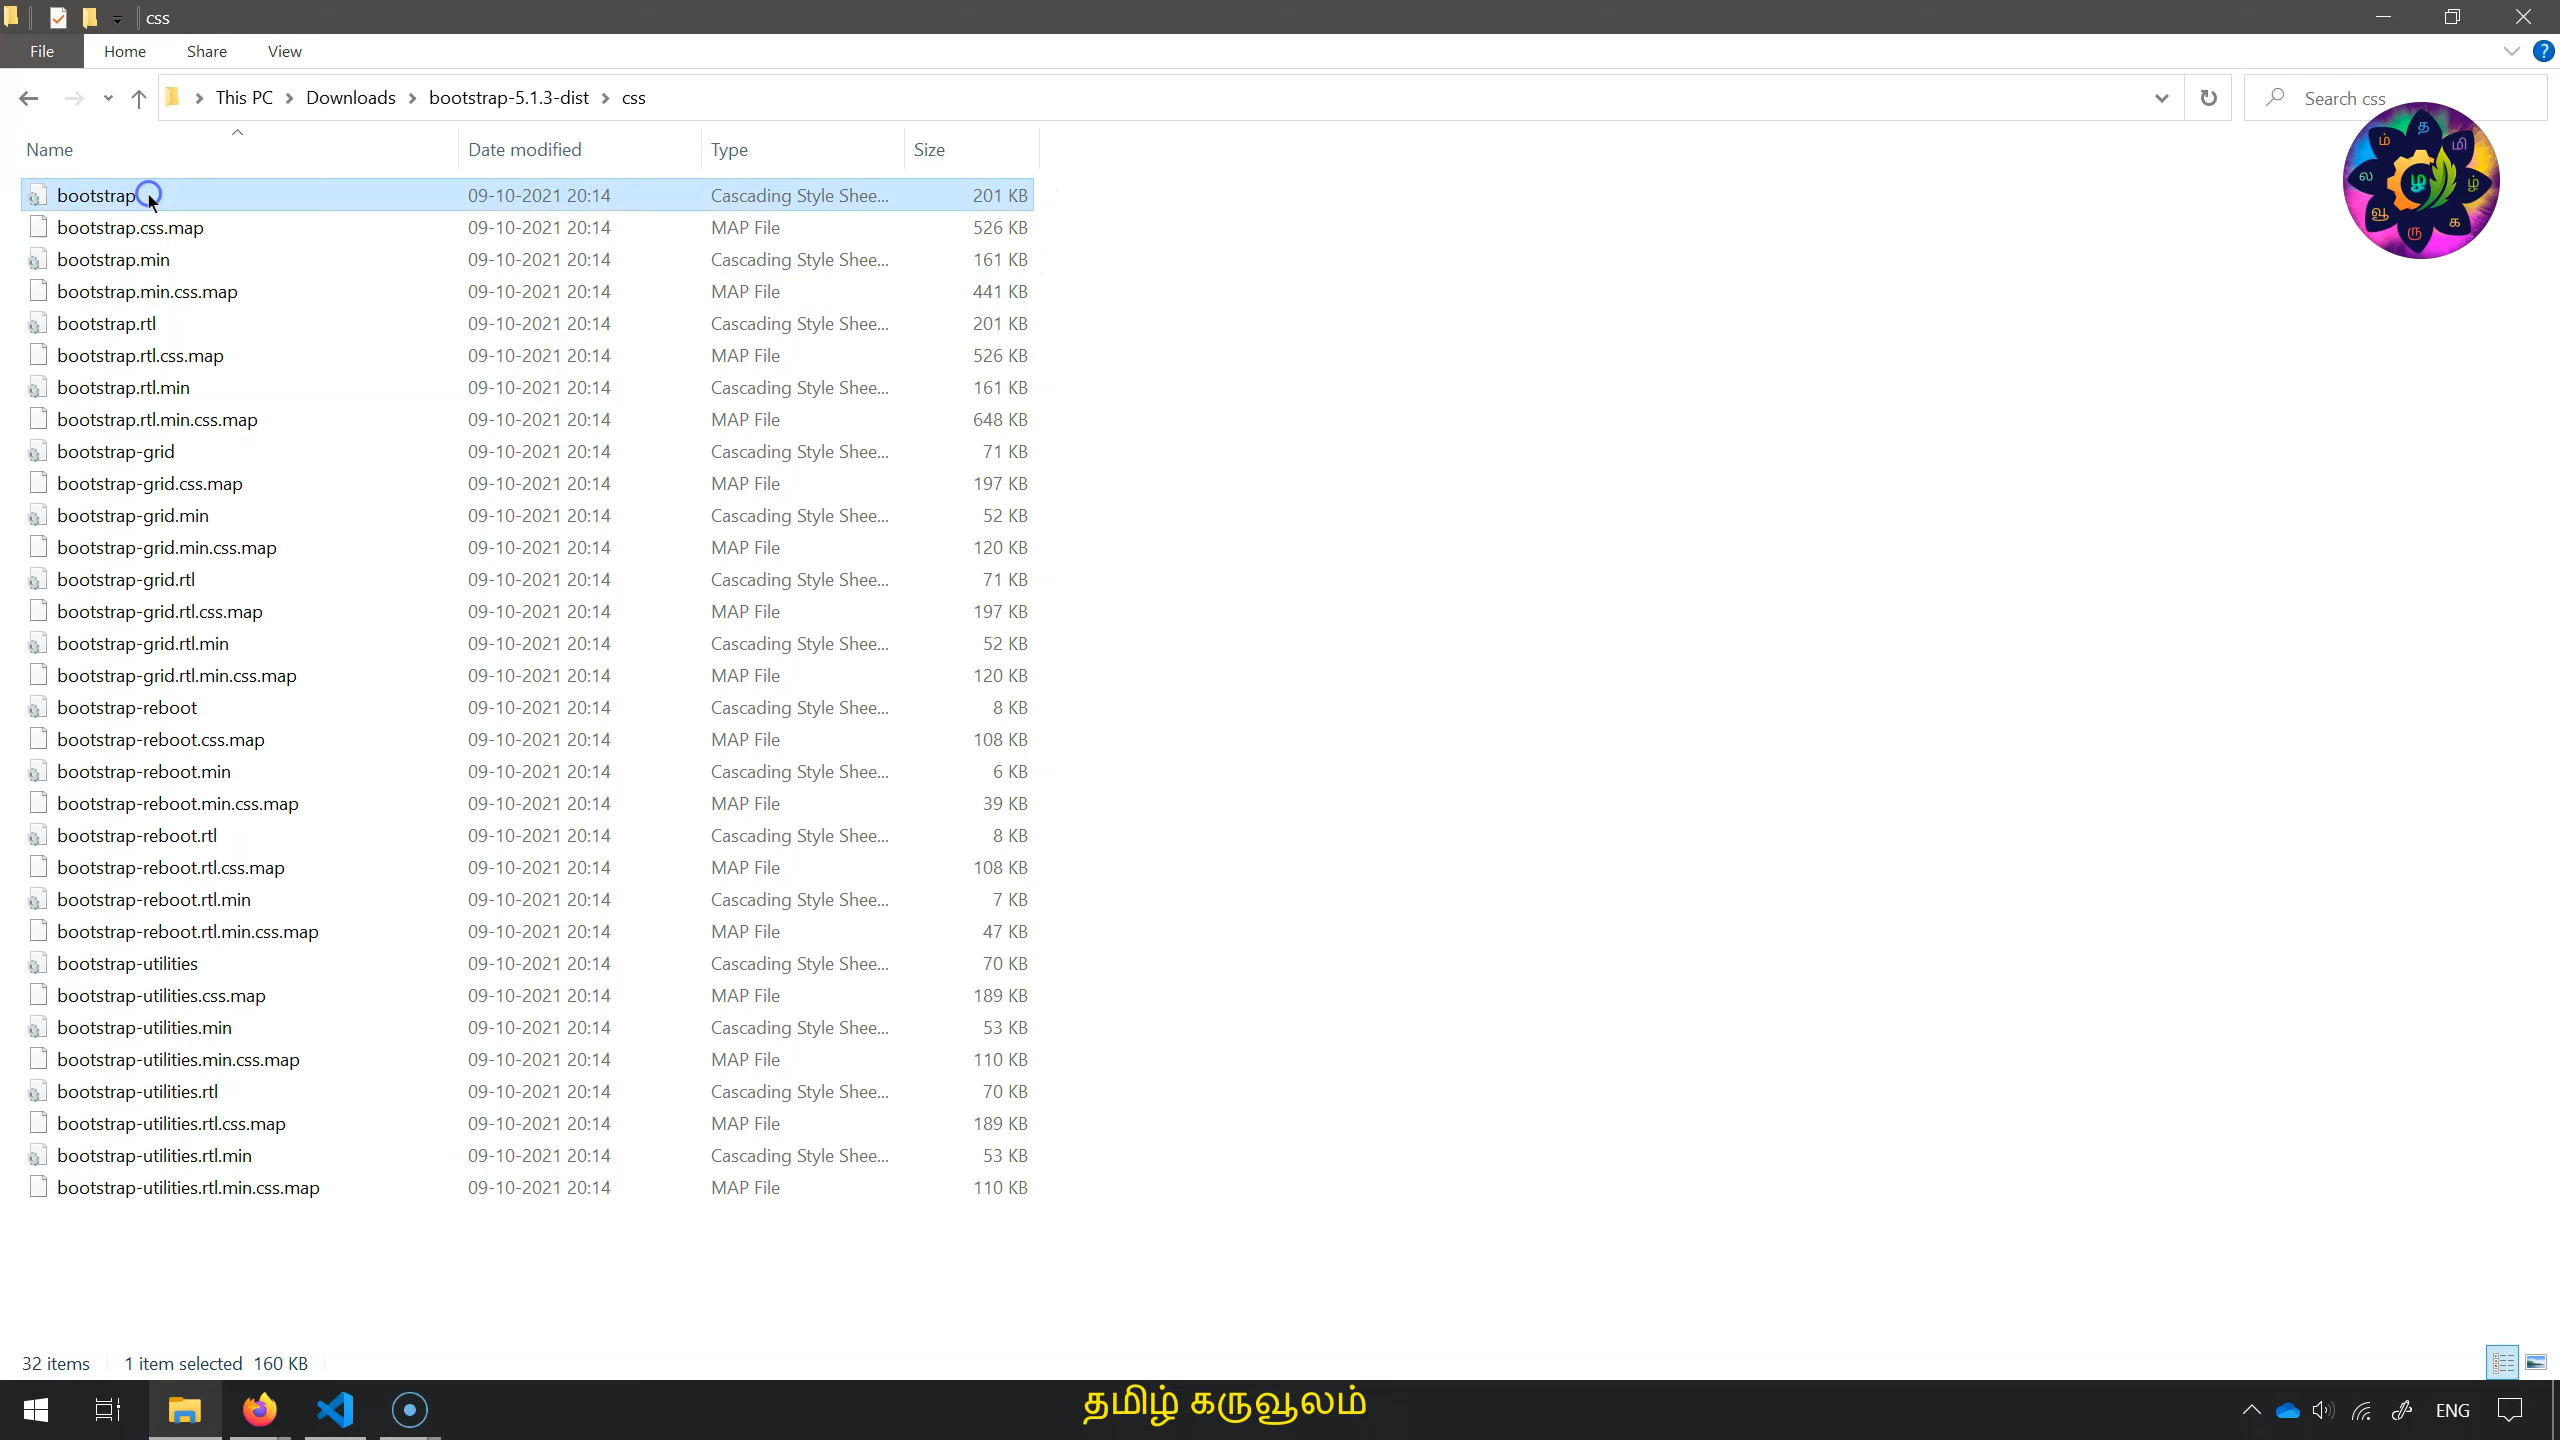 css
File Home Share View
This PC > Downloads > bootstrap-5.1.3-dist > css
Search css
Name Date modified Type Size
bootstrap 09-10-2021 20:14 Cascading Style Shee... 201 KB
bootstrap.css.map 09-10-2021 20:14 MAP File 526 KB
bootstrap.min 09-10-2021 20:14 Cascading Style Shee... 161 KB
bootstrap.min.css.map 09-10-2021 20:14 MAP File 441 KB
bootstrap.rtl 09-10-2021 20:14 Cascading Style Shee... 201 KB
bootstrap.rtl.css.map 09-10-2021 20:14 MAP File 526 KB
bootstrap.rtl.min 09-10-2021 20:14 Cascading Style Shee... 161 KB
bootstrap.rtl.min.css.map 09-10-2021 20:14 MAP File 648 KB
bootstrap-grid 09-10-2021 20:14 Cascading Style Shee... 71 KB
bootstrap-grid.css.map 09-10-2021 20:14 MAP File 197 KB
bootstrap-grid.min 09-10-2021 20:14 Cascading Style Shee... 52 KB
bootstrap-grid.min.css.map 09-10-2021 20:14 MAP File 120 KB
bootstrap-grid.rtl 09-10-2021 20:14 Cascading Style Shee... 71 KB
bootstrap-grid.rtl.css.map 09-10-2021 20:14 MAP File 197 KB
bootstrap-grid.rtl.min 09-10-2021 20:14 Cascading Style Shee... 52 KB
bootstrap-grid.rtl.min.css.map 09-10-2021 20:14 MAP File 120 KB
bootstrap-reboot 09-10-2021 20:14 Cascading Style Shee... 8 KB
bootstrap-reboot.css.map 09-10-2021 20:14 MAP File 108 KB
bootstrap-reboot.min 09-10-2021 20:14 Cascading Style Shee... 6 KB
bootstrap-reboot.min.css.map 09-10-2021 20:14 MAP File 39 KB
bootstrap-reboot.rtl 09-10-2021 20:14 Cascading Style Shee... 8 KB
bootstrap-reboot.rtl.css.map 09-10-2021 20:14 MAP File 108 KB
bootstrap-reboot.rtl.min 09-10-2021 20:14 Cascading Style Shee... 7 KB
bootstrap-reboot.rtl.min.css.map 09-10-2021 20:14 MAP File 47 KB
bootstrap-utilities 09-10-2021 20:14 Cascading Style Shee... 70 KB
bootstrap-utilities.css.map 09-10-2021 20:14 MAP File 189 KB
bootstrap-utilities.min 09-10-2021 20:14 Cascading Style Shee... 53 KB
bootstrap-utilities.min.css.map 09-10-2021 20:14 MAP File 110 KB
bootstrap-utilities.rtl 09-10-2021 20:14 Cascading Style Shee... 70 KB
bootstrap-utilities.rtl.css.map 09-10-2021 20:14 MAP File 189 KB
bootstrap-utilities.rtl.min 09-10-2021 20:14 Cascading Style Shee... 53 KB
bootstrap-utilities.rtl.min.css.map 09-10-2021 20:14 MAP File 110 KB
த மி ழ் க ரு வூ ல ம்
ழ
32 items 1 item selected 160 KB
தமிழ் கருவூலம்
ENG